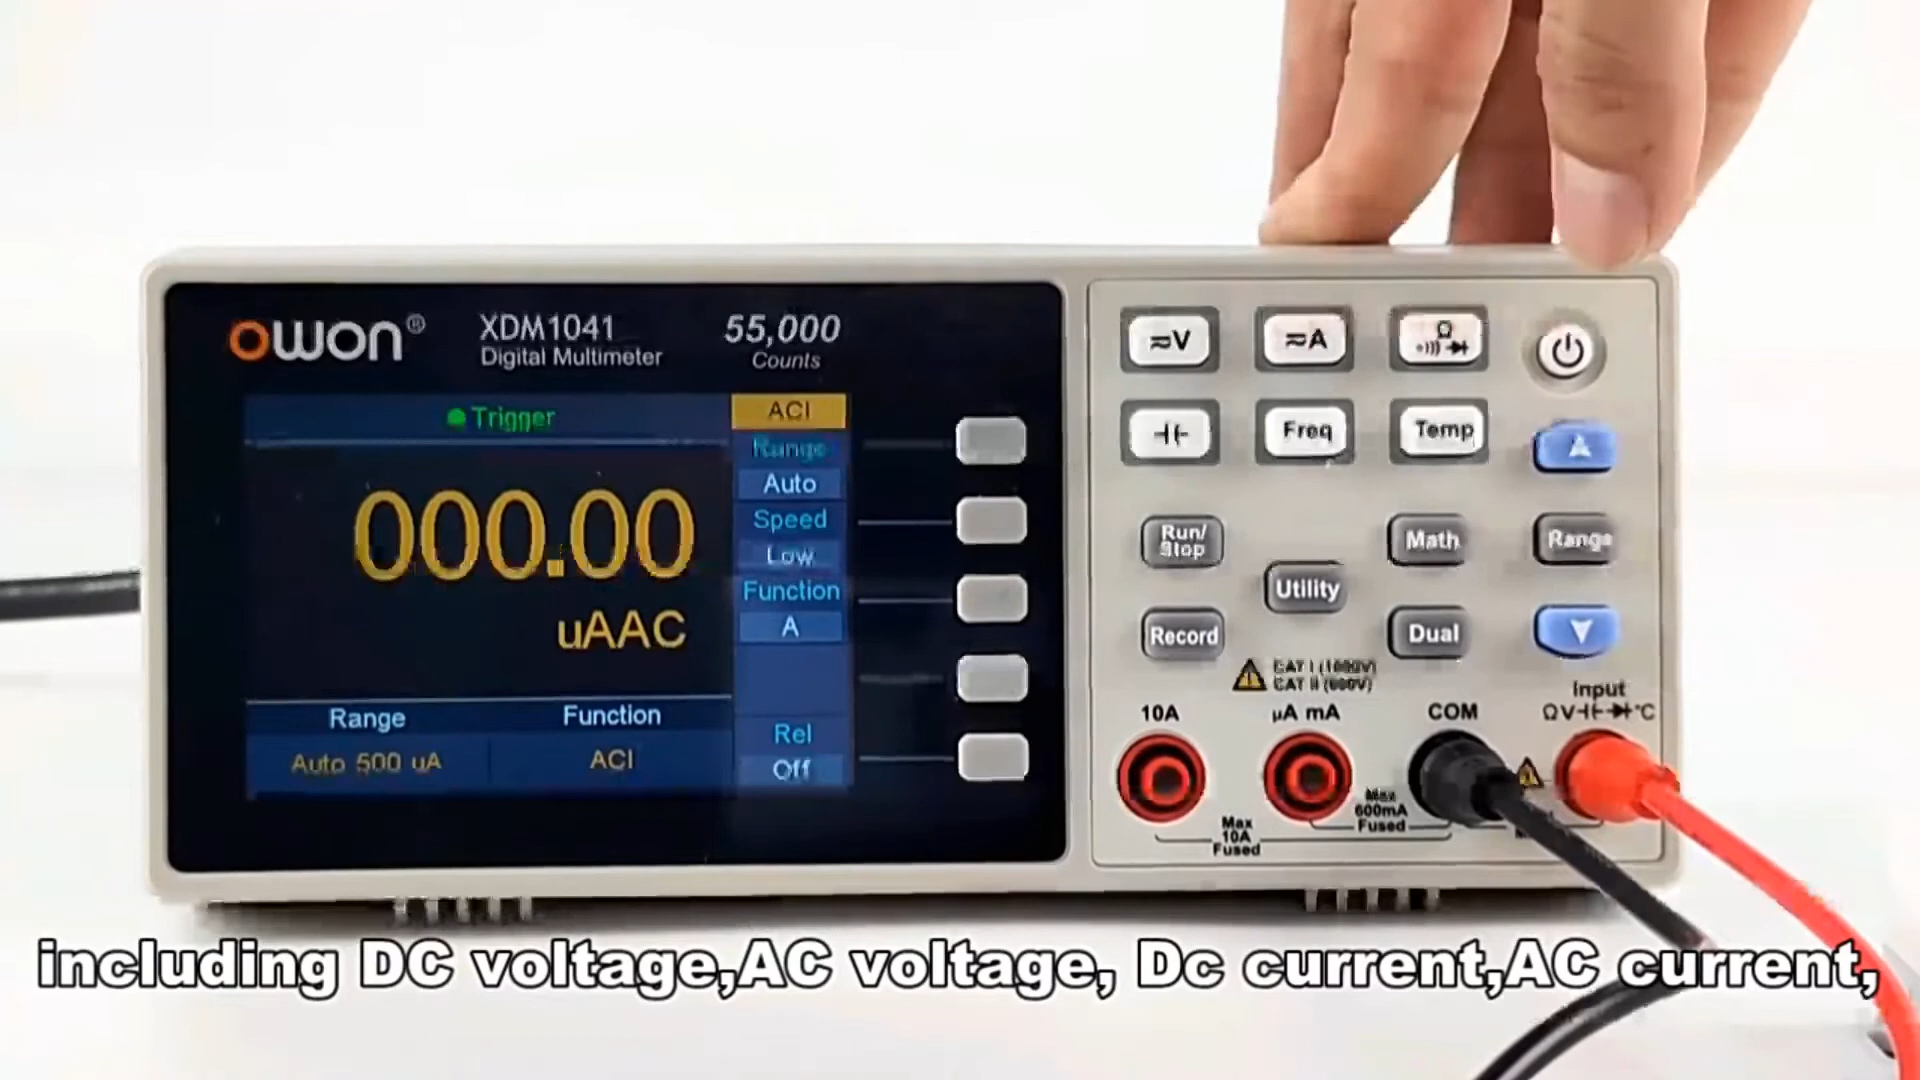 owon®
XDM1041
Digital Multimeter
55,000
Counts
Trigger
000.00
uAAC
Range
Auto 500 uA
Function
ACI
ACI
Range
Auto
Speed
Low
Function
A
Rel
Off
≂V
≂A
Ω
Freq
Temp
Run/
Stop
Math
Range
Utility
Record
Dual
CAT I (1000V)
CAT II (600V)
10A
µA mA
COM
Input
ΩV °C
Max
10A
Fused
Max
600mA
Fused
including DC voltage,AC voltage, Dc current,AC current,